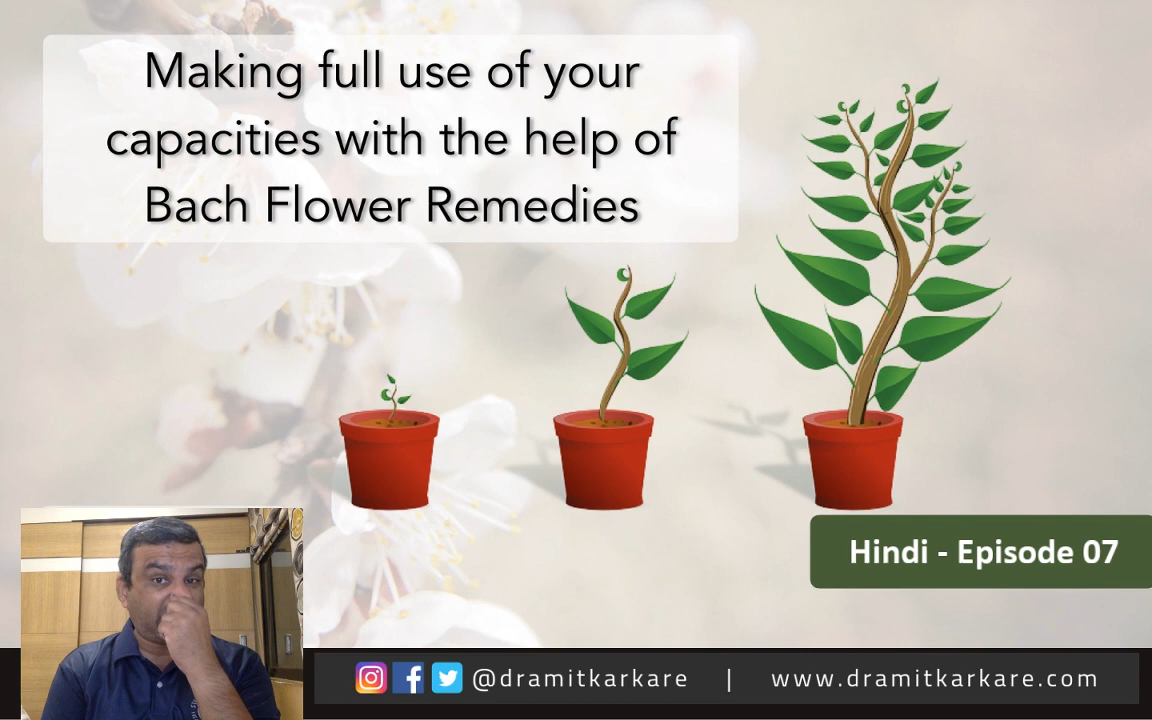 Making full use of your
capacities with the help of
Bach Flower Remedies
Hindi - Episode 07
@dramitkarkare | www.dramitkarkare.com